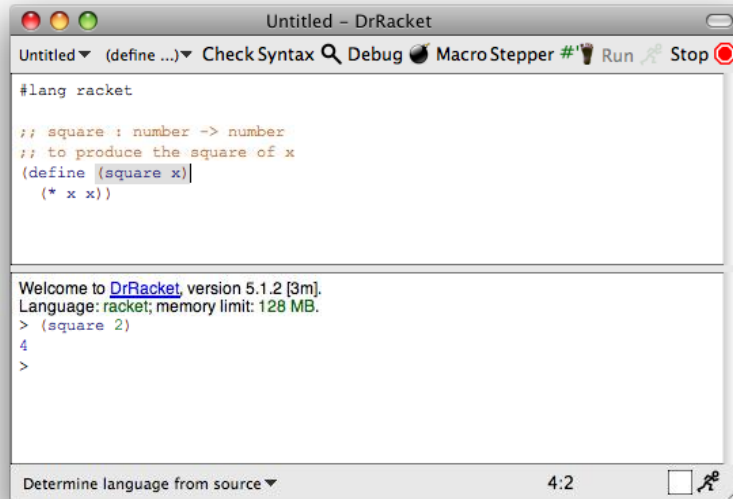 Untitled – DrRacket
Untitled (define ...) Check Syntax Debug Macro Stepper #' Run Stop
#lang racket
;; square : number -> number
;; to produce the square of x
(define (square x)
(* x x))
Welcome to DrRacket, version 5.1.2 [3m].
Language: racket; memory limit: 128 MB.
> (square 2)
4
>
Determine language from source 4:2